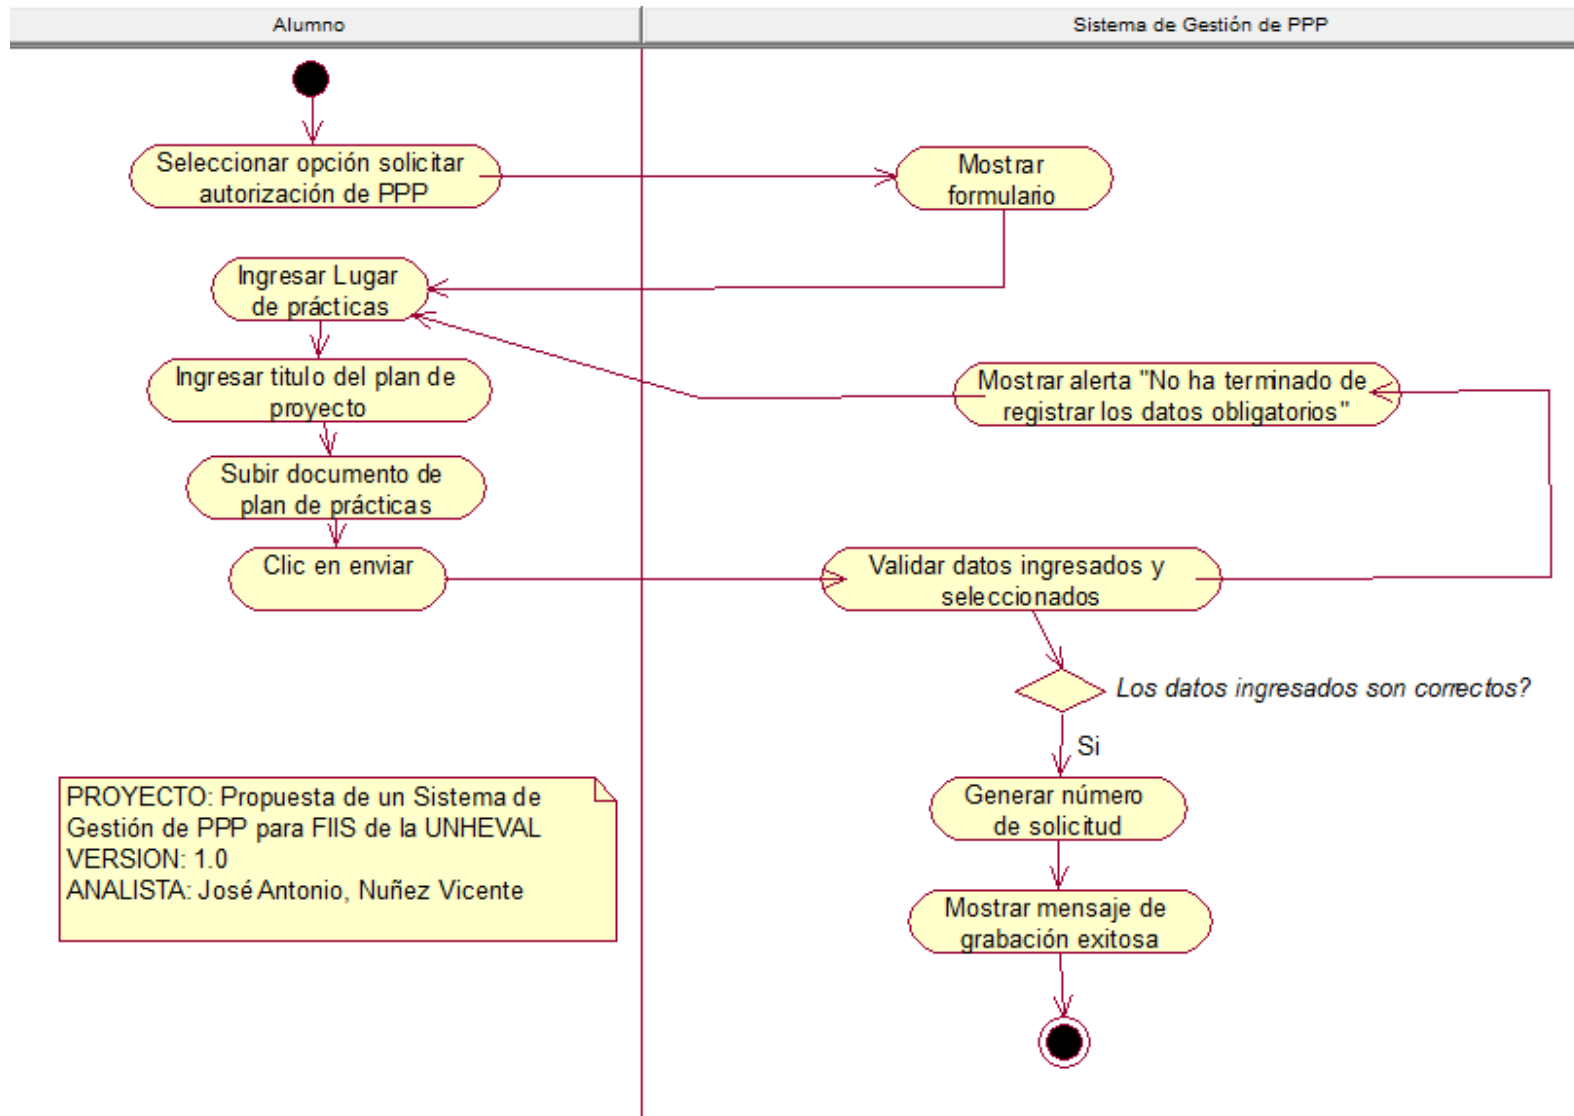 Alumno
Sistema de Gestión de PPP
Seleccionar opción solicitar
autorización de PPP
Mostrar
formulario
Ingresar Lugar
de prácticas
Ingresar titulo del plan de
proyecto
Mostrar alerta "No ha terminado de
registrar los datos obligatorios"
Subir documento de
plan de prácticas
Clic en enviar
Validar datos ingresados y
seleccionados
Los datos ingresados son correctos?
Si
Generar número
de solicitud
Mostrar mensaje de
grabación exitosa
PROYECTO: Propuesta de un Sistema de
Gestión de PPP para FIIS de la UNHEVAL
VERSION: 1.0
ANALISTA: José Antonio, Nuñez Vicente